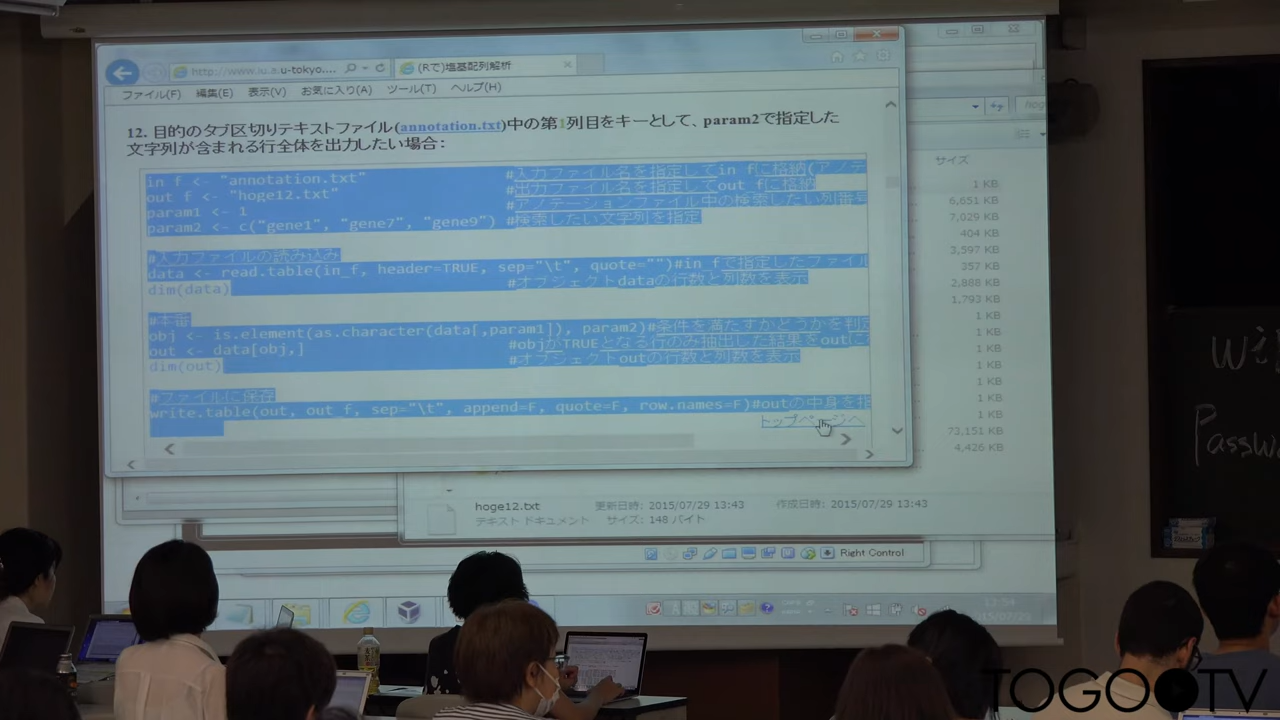 http://www.iu.a.u-tokyo....
(Rで)塩基配列解析
ファイル(F) 編集(E) 表示(V) お気に入り(A) ツール(T) ヘルプ(H)
12. 目的のタブ区切りテキストファイル(annotation.txt)中の第1列目をキーとして、param2で指定した
文字列が含まれる行全体を出力したい場合:
in_f <- "annotation.txt" #入力ファイル名を指定してin_fに格納(アノテ
out_f <- "hoge12.txt" #出力ファイル名を指定してout_fに格納
param1 <- 1 #アノテーションファイル中の検索したい列番号
param2 <- c("gene1", "gene7", "gene9") #検索したい文字列を指定
#入力ファイルの読み込み
data <- read.table(in_f, header=TRUE, sep="\t", quote="")#in_fで指定したファイル
dim(data) #オブジェクトdataの行数と列数を表示
#本番
obj <- is.element(as.character(data[,param1]), param2)#条件を満たすかどうかを判定
out <- data[obj,] #objがTRUEとなる行のみ抽出した結果をoutに
dim(out) #オブジェクトoutの行数と列数を表示
#ファイルに保存
write.table(out, out_f, sep="\t", append=F, quote=F, row.names=F)#outの中身を指
トップページへ
hog
サイズ
1 KB
6,651 KB
7,029 KB
404 KB
3,597 KB
357 KB
2,888 KB
1,793 KB
1 KB
1 KB
1 KB
1 KB
1 KB
1 KB
1 KB
73,151 KB
4,426 KB
hoge12.txt 更新日時: 2015/07/29 13:43 作成日時: 2015/07/29 13:43
テキスト ドキュメント サイズ: 148 バイト
Right Control
Passw
TOGO TV